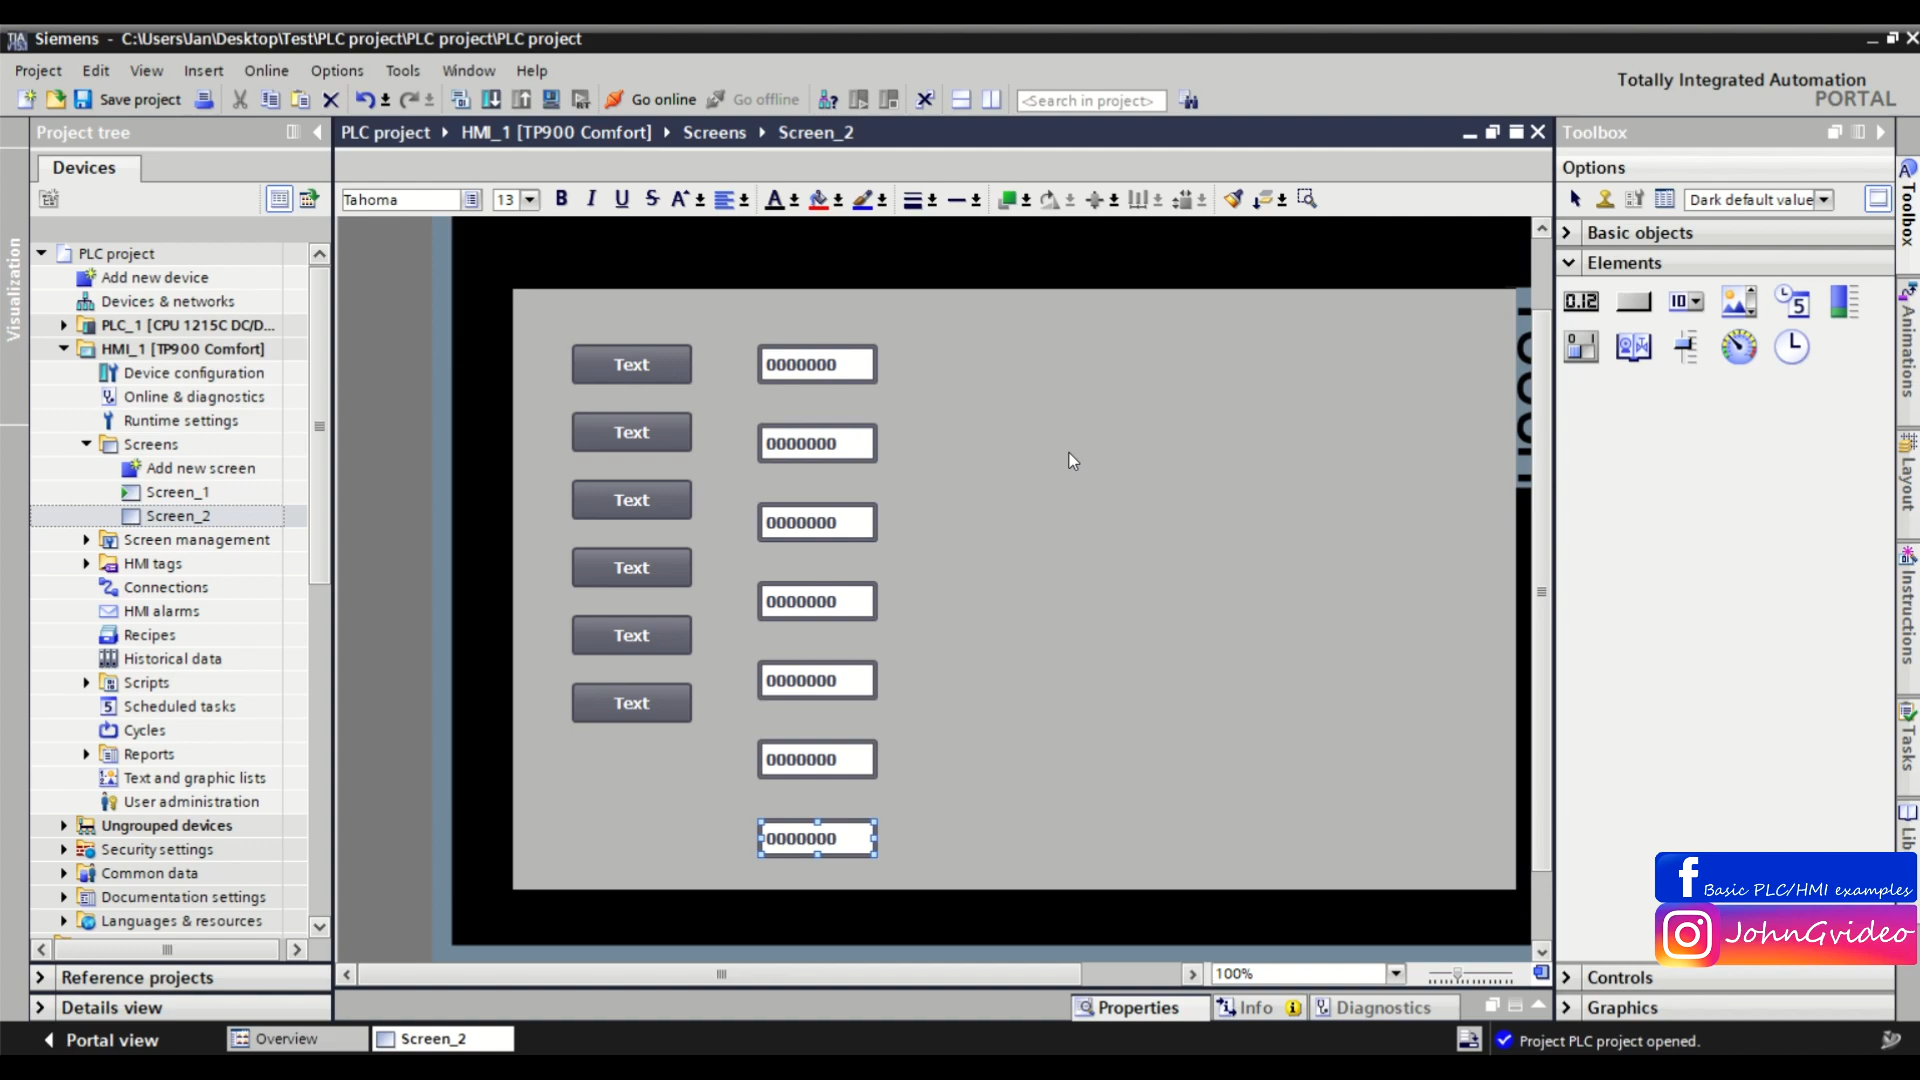 Siemens - C:\Users\Jan\Desktop\Test\PLC project\PLC project\PLC project
Project Edit View Insert Online Options Tools Window Help
Totally Integrated Automation
PORTAL
Save project Go online Go offline <Search in project>
Project tree
PLC project HMI_1 [TP900 Comfort] Screens Screen_2
Toolbox
Devices
Options
Tahoma 13 B I U S A A
Dark default value
Visualization
PLC project
Add new device
Devices & networks
PLC_1 [CPU 1215C DC/D...
HMI_1 [TP900 Comfort]
Device configuration
Online & diagnostics
Runtime settings
Screens
Add new screen
Screen_1
Screen_2
Screen management
HMI tags
Connections
HMI alarms
Recipes
Historical data
Scripts
Scheduled tasks
Cycles
Reports
Text and graphic lists
User administration
Ungrouped devices
Security settings
Common data
Documentation settings
Languages & resources
Reference projects
Details view
Text 0000000
Text 0000000
Text 0000000
Text 0000000
Text 0000000
Text 0000000
0000000
100%
Properties Info Diagnostics
Basic objects
Elements
0.12 10 5
Controls
Graphics
Toolbox
Animations
Layout
Instructions
Tasks
Basic PLC/HMI examples
JohnGvideo
Portal view Overview Screen_2
Project PLC project opened.